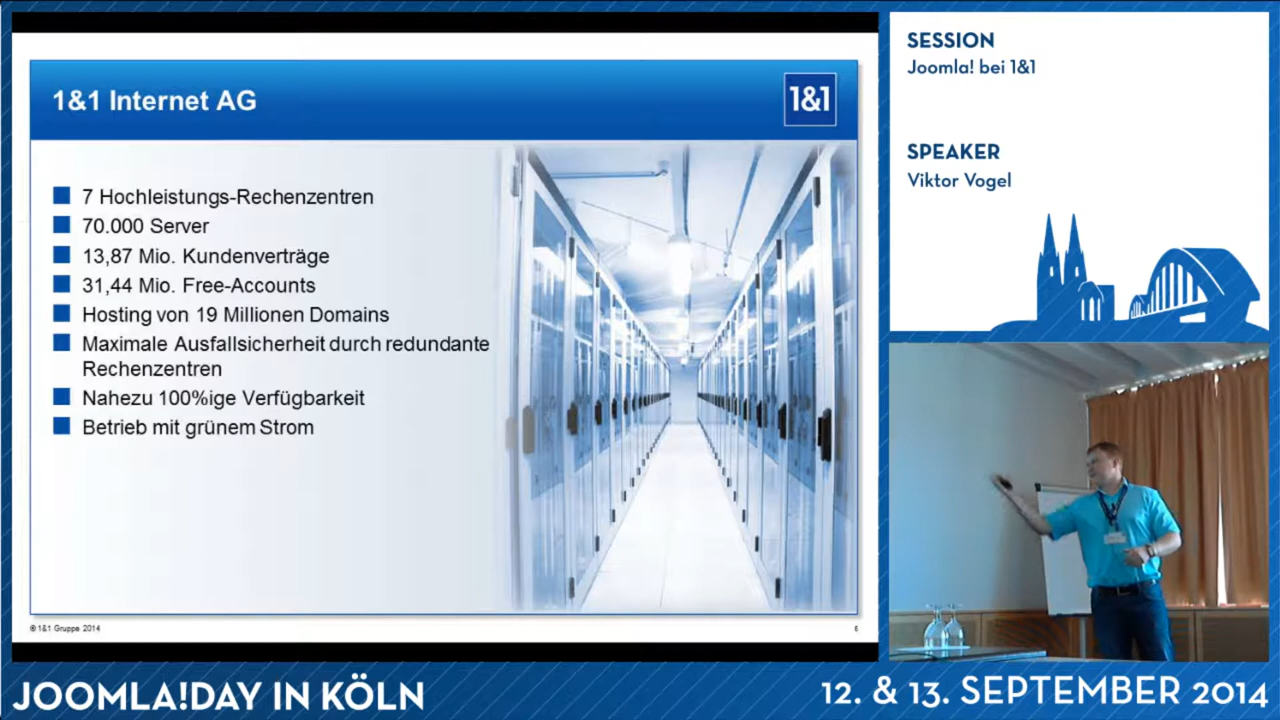 1&1 Internet AG
1&1
7 Hochleistungs-Rechenzentren
70.000 Server
13,87 Mio. Kundenverträge
31,44 Mio. Free-Accounts
Hosting von 19 Millionen Domains
Maximale Ausfallsicherheit durch redundante
Rechenzentren
Nahezu 100%ige Verfügbarkeit
Betrieb mit grünem Strom
© 1&1 Gruppe 2014
6
SESSION
Joomla! bei 1&1
SPEAKER
Viktor Vogel
JOOMLA!DAY IN KÖLN
12. & 13. SEPTEMBER 2014